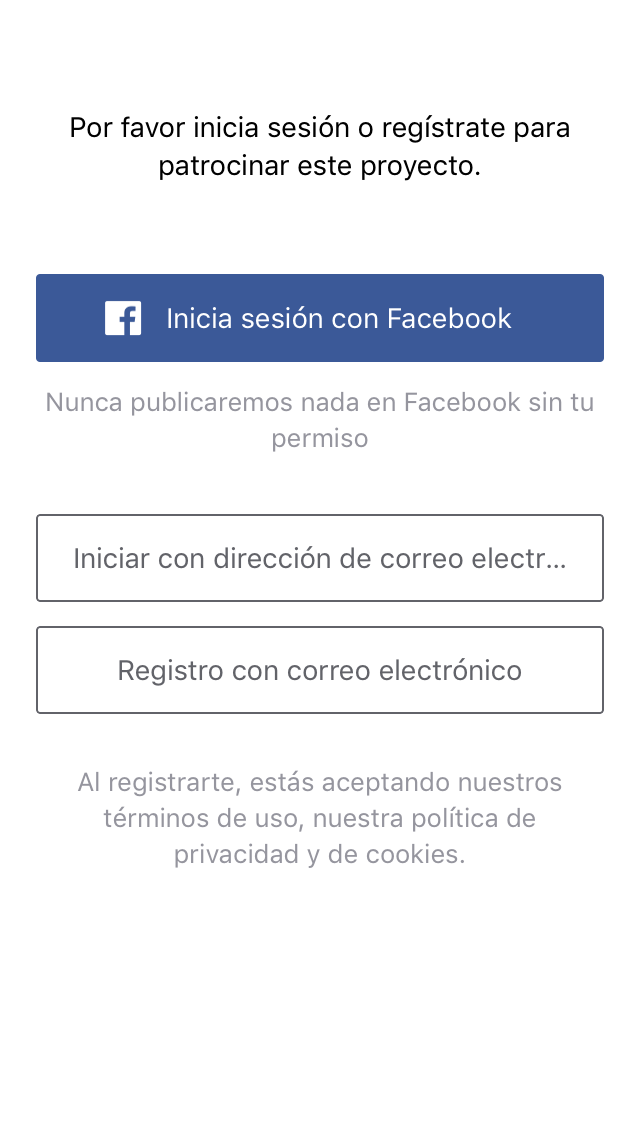 Por favor inicia sesión o regístrate para
patrocinar este proyecto.
Inicia sesión con Facebook
Nunca publicaremos nada en Facebook sin tu
permiso
Iniciar con dirección de correo electr...
Registro con correo electrónico
Al registrarte, estás aceptando nuestros
términos de uso, nuestra política de
privacidad y de cookies.